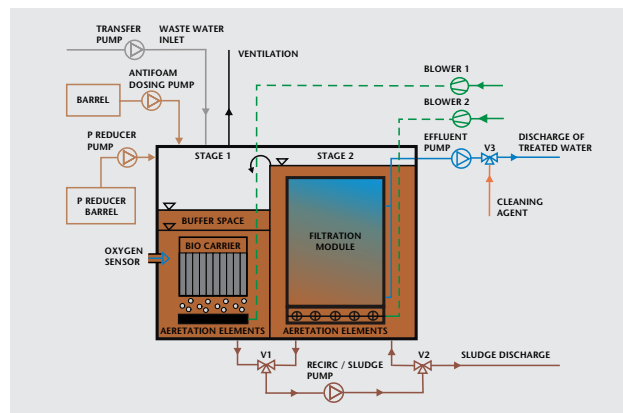 TRANSFER
PUMP
WASTE WATER
INLET
VENTILATION
ANTIFOAM
DOSING PUMP
BARREL
BLOWER 1
BLOWER 2
P REDUCER
PUMP
STAGE 1
STAGE 2
EFFLUENT
PUMP
V3
DISCHARGE OF
TREATED WATER
P REDUCER
BARREL
CLEANING
AGENT
BUFFER SPACE
OXYGEN
SENSOR
BIO CARRIER
FILTRATION
MODULE
AERETATION ELEMENTS
AERETATION ELEMENTS
V1
RECIRC / SLUDGE
PUMP
V2
SLUDGE DISCHARGE